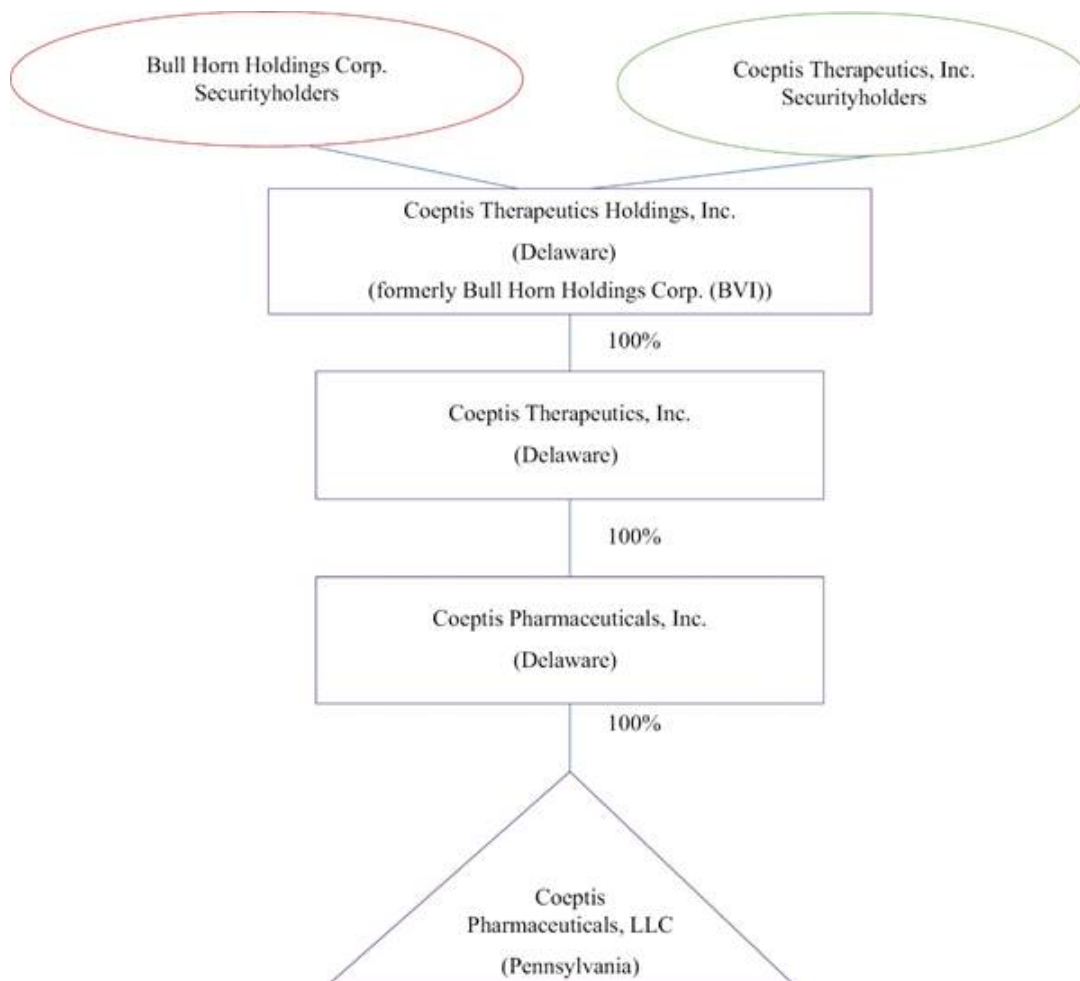 Bull Horn Holdings Corp.
Securityholders
Coeptis Therapeutics, Inc.
Securityholders
Coeptis Therapeutics Holdings, Inc.
(Delaware)
(formerly Bull Horn Holdings Corp. (BVI))
100%
Coeptis Therapeutics, Inc.
(Delaware)
100%
Coeptis Pharmaceuticals, Inc.
(Delaware)
100%
Coeptis
Pharmaceuticals, LLC
(Pennsylvania)